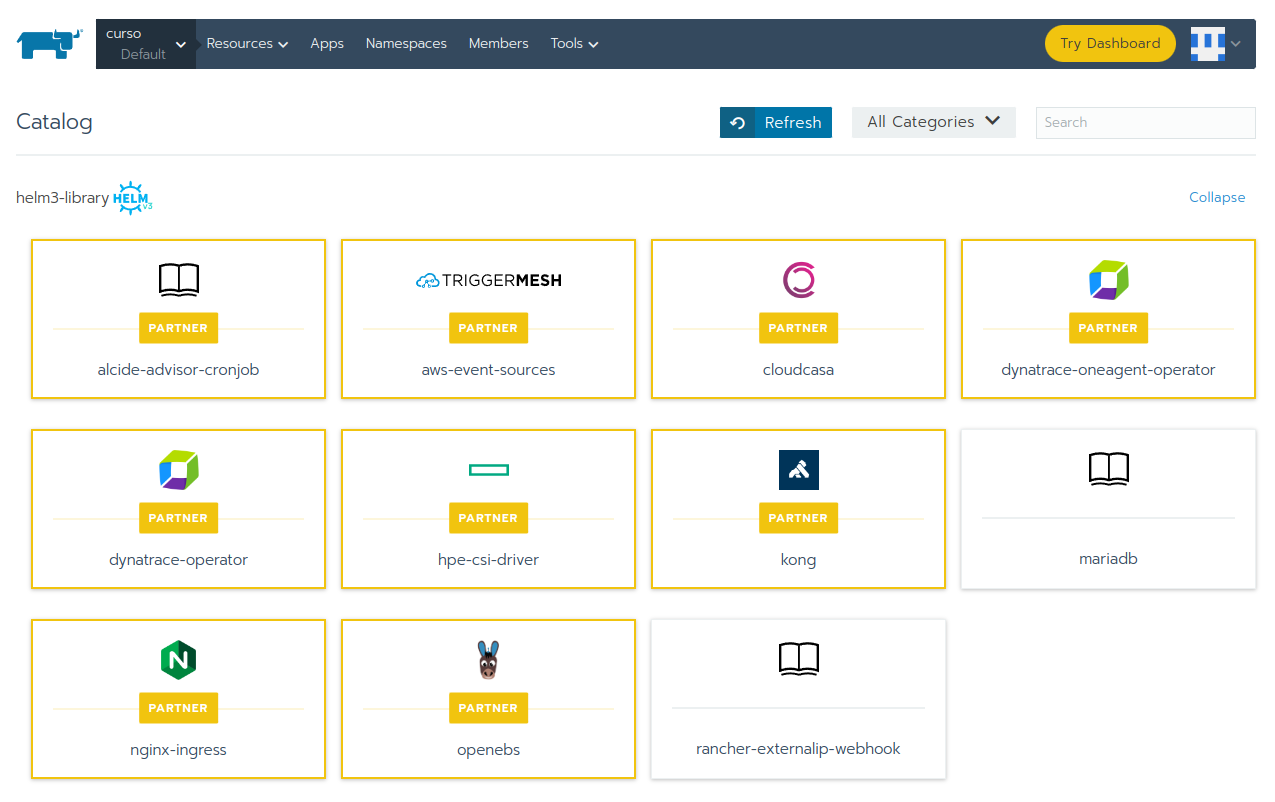 curso
Default
Resources
Apps
Namespaces
Members
Tools
Try Dashboard
Catalog
Refresh
All Categories
Search
helm3-library
HELM
v3
Collapse
TRIGGERMESH
PARTNER
PARTNER
PARTNER
PARTNER
alcide-advisor-cronjob
aws-event-sources
cloudcasa
dynatrace-oneagent-operator
PARTNER
PARTNER
PARTNER
dynatrace-operator
hpe-csi-driver
kong
mariadb
N
PARTNER
PARTNER
nginx-ingress
openebs
rancher-externalip-webhook